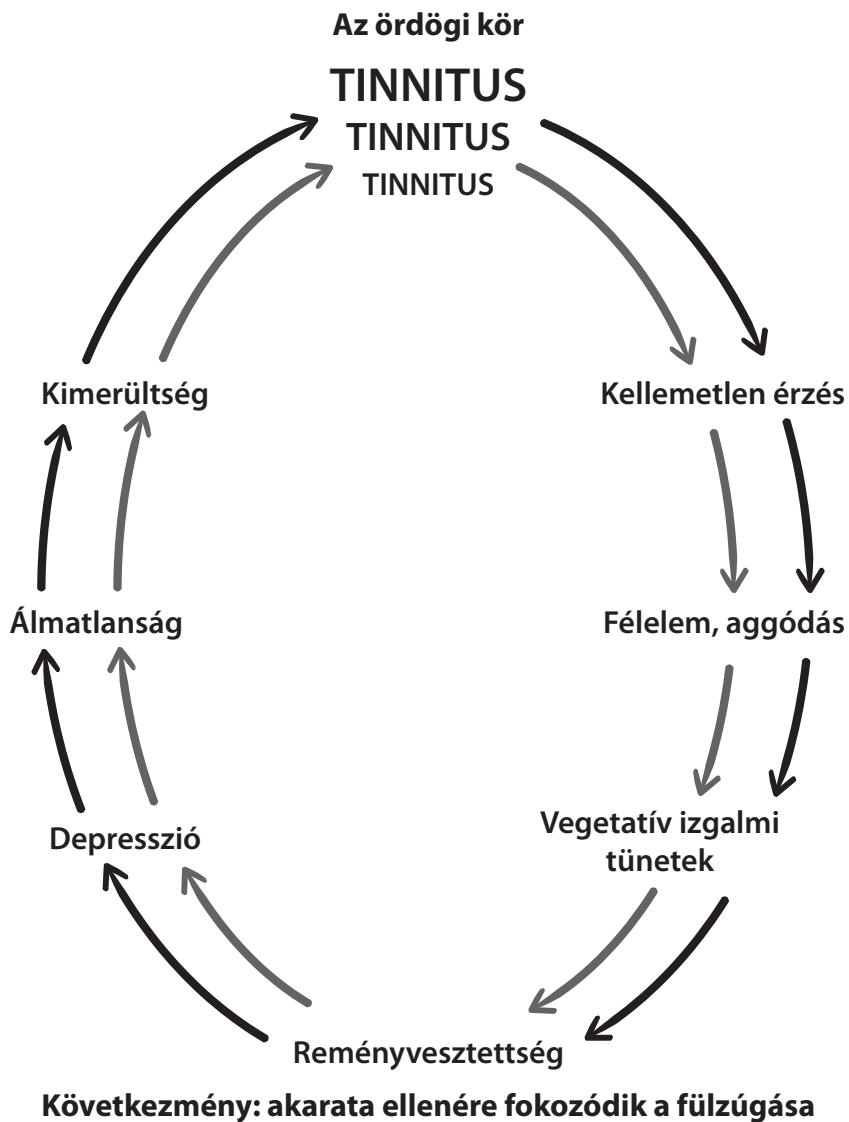 Az ördögi kör
TINNITUS
TINNITUS
TINNITUS
Kellemetlen érzés
Félelem, aggódás
Vegetatív izgalmi
tünetek
Reményvesztettség
Depresszió
Álmatlanság
Kimerültség
Következmény: akarata ellenére fokozódik a fülzúgása